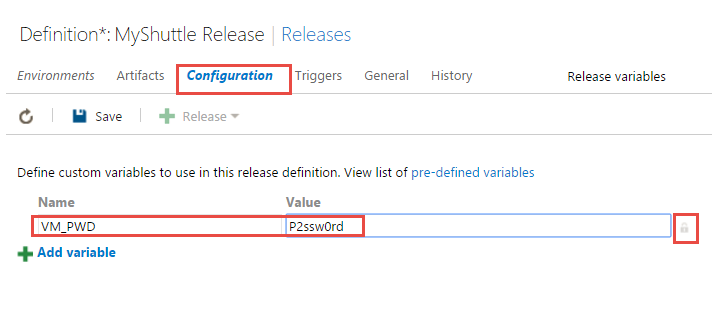 Definition*: MyShuttle Release | Releases
Environments Artifacts Configuration Triggers General History Release variables
Save Release
Define custom variables to use in this release definition. View list of pre-defined variables
Name Value
VM_PWD P2ssw0rd
Add variable